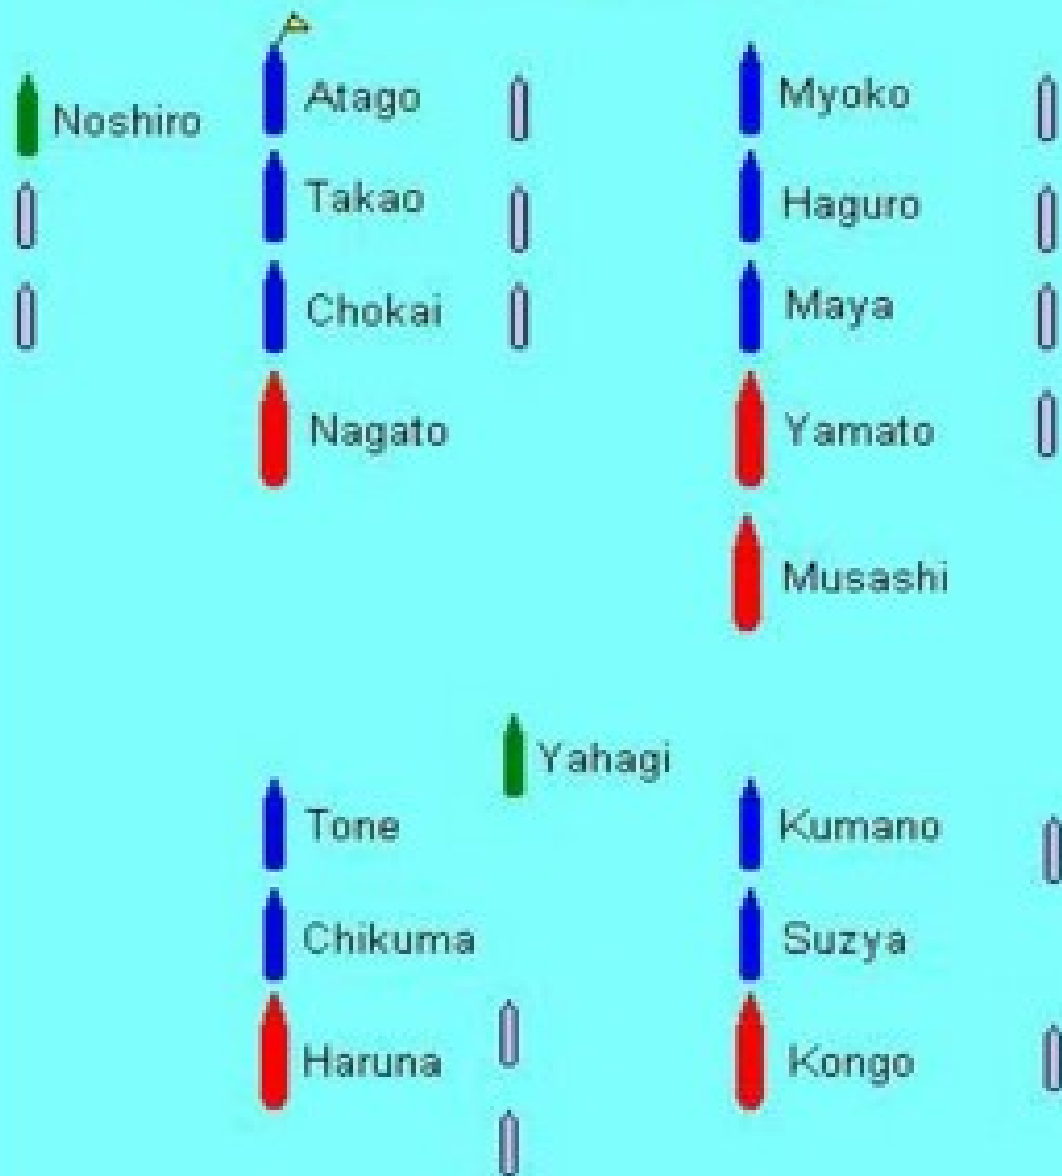 Noshiro
Atago
Myoko
Takao
Haguro
Chokai
Maya
Nagato
Yamato
Musashi
Yahagi
Tone
Kumano
Chikuma
Suzya
Haruna
Kongo